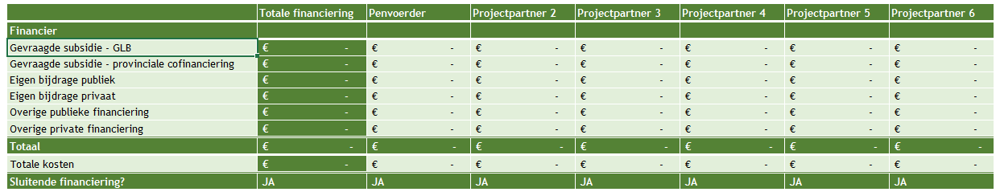 Totale financiering Penvoerder Projectpartner 2 Projectpartner 3 Projectpartner 4 Projectpartner 5 Projectpartner 6
Financier
Gevraagde subsidie - GLB € - € - € - € - € - € - € -
Gevraagde subsidie - provinciale cofinanciering € - € - € - € - € - € - € -
Eigen bijdrage publiek € - € - € - € - € - € - € -
Eigen bijdrage privaat € - € - € - € - € - € - € -
Overige publieke financiering € - € - € - € - € - € - € -
Overige private financiering € - € - € - € - € - € - € -
Totaal € - € - € - € - € - € - € -
Totale kosten € - € - € - € - € - € - € -
Sluitende financiering? JA JA JA JA JA JA JA